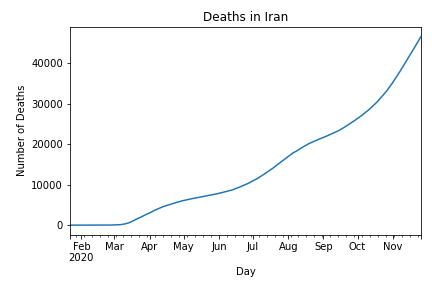 Deaths in Iran
Number of Deaths
40000
30000
20000
10000
0
Feb Mar Apr May Jun Jul Aug Sep Oct Nov
2020
Day